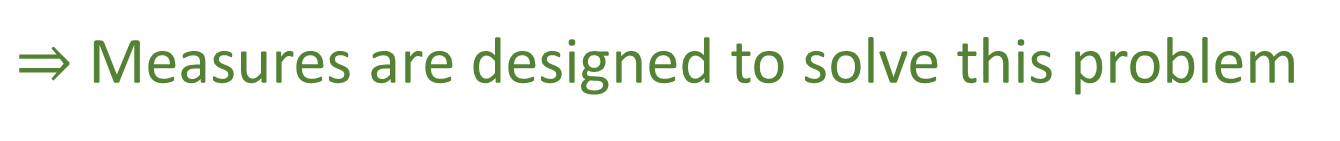 ⇒ Measures are designed to solve this problem